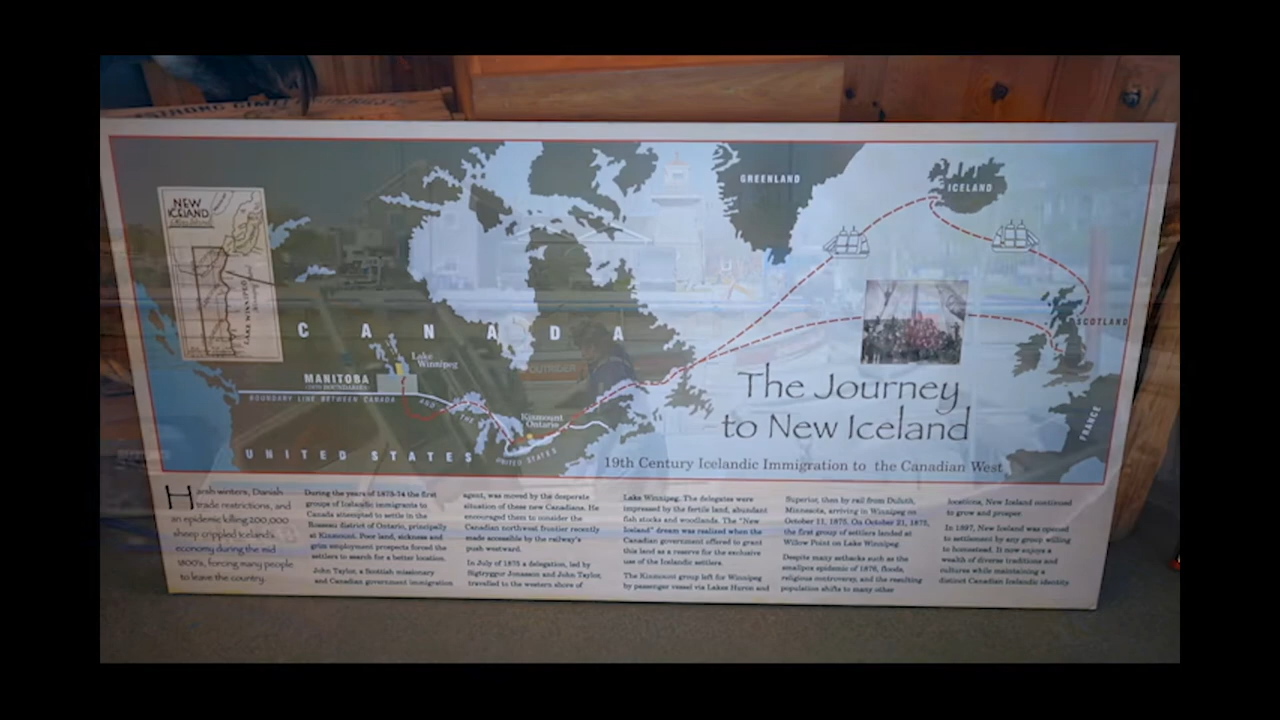 STRONG
NEW
ICELAND
LAKE WINNIPEG
GREENLAND
ICELAND
SCOTLAND
FRANCE
CANADA
Lake
Winnipeg
MANITOBA
BOUNDARY LINE BETWEEN CANADA AND THE UNITED STATES
Kinmount
Ontario
UNITED STATES
OUTRIDER
The Journey
to New Iceland
19th Century Icelandic Immigration to the Canadian West
Harsh winters, Danish
trade restrictions, and
an epidemic killing 200,000
sheep crippled Iceland's
economy during the mid
1800's, forcing many people
to leave the country.
During the years of 1873-74 the first
groups of Icelandic immigrants to
Canada attempted to settle in the
Rosseau district of Ontario, principally
at Kinmount. Poor land, sickness and
grim employment prospects forced the
settlers to search for a better location.
John Taylor, a Scottish missionary
and Canadian government immigration
agent, was moved by the desperate
situation of these new Canadians. He
encouraged them to consider the
Canadian northwest frontier recently
made accessible by the railway's
push westward.
In July of 1875 a delegation, led by
Sigtryggur Jonasson and John Taylor,
travelled to the western shore of
Lake Winnipeg. The delegates were
impressed by the fertile land, abundant
fish stocks and woodlands. The "New
Iceland" dream was realized when the
Canadian government offered to grant
this land as a reserve for the exclusive
use of the Icelandic settlers.
The Kinmount group left for Winnipeg
by passenger vessel via Lakes Huron and
Superior, then by rail from Duluth,
Minnesota, arriving in Winnipeg on
October 11, 1875. On October 21, 1875,
the first group of settlers landed at
Willow Point on Lake Winnipeg.
Despite many setbacks such as the
smallpox epidemic of 1876, floods,
religious controversy, and the resulting
population shifts to many other
locations, New Iceland continued
to grow and prosper.
In 1897, New Iceland was opened
to settlement by any group willing
to homestead. It now enjoys a
wealth of diverse traditions and
cultures while maintaining a
distinct Canadian Icelandic identity